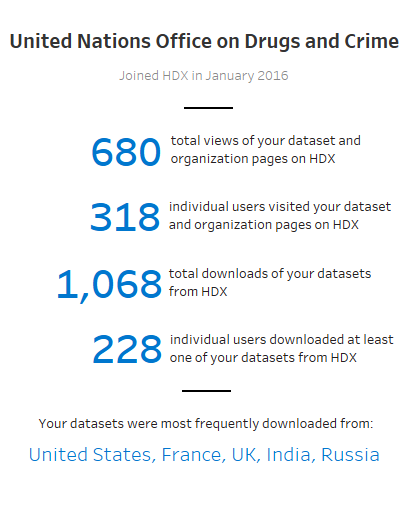 United Nations Office on Drugs and Crime
Joined HDX in January 2016
680
total views of your dataset and
organization pages on HDX
318
individual users visited your dataset
and organization pages on HDX
1,068
total downloads of your datasets
from HDX
228
individual users downloaded at least
one of your datasets from HDX
Your datasets were most frequently downloaded from:
United States, France, UK, India, Russia